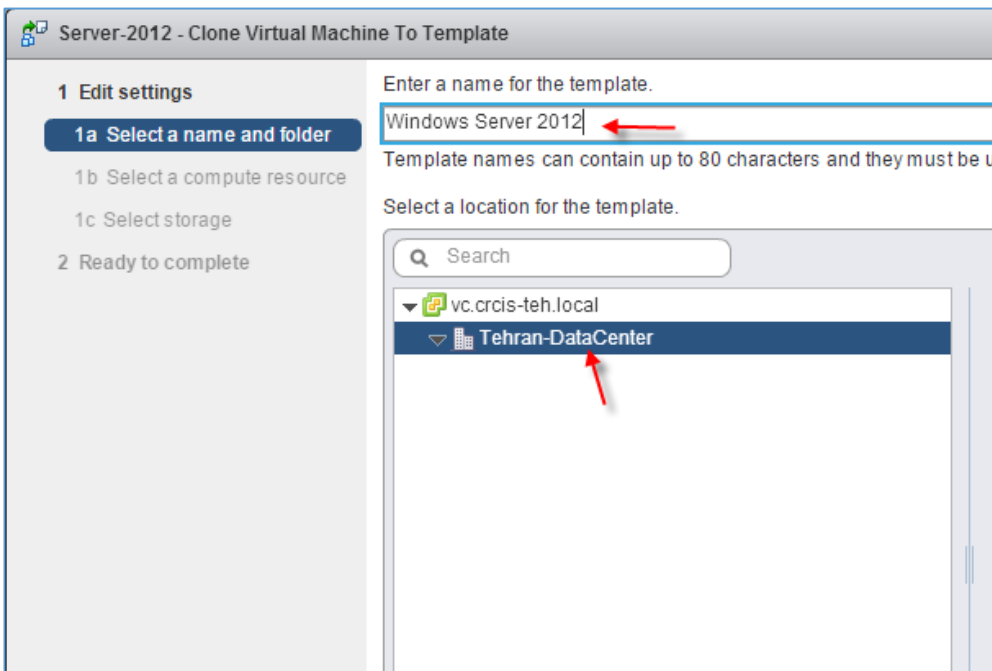 Server-2012 - Clone Virtual Machine To Template
1 Edit settings
1a Select a name and folder
1b Select a compute resource
1c Select storage
2 Ready to complete
Enter a name for the template.
Windows Server 2012
Template names can contain up to 80 characters and they must be
Select a location for the template.
Search
vc.crcis-teh.local
Tehran-DataCenter